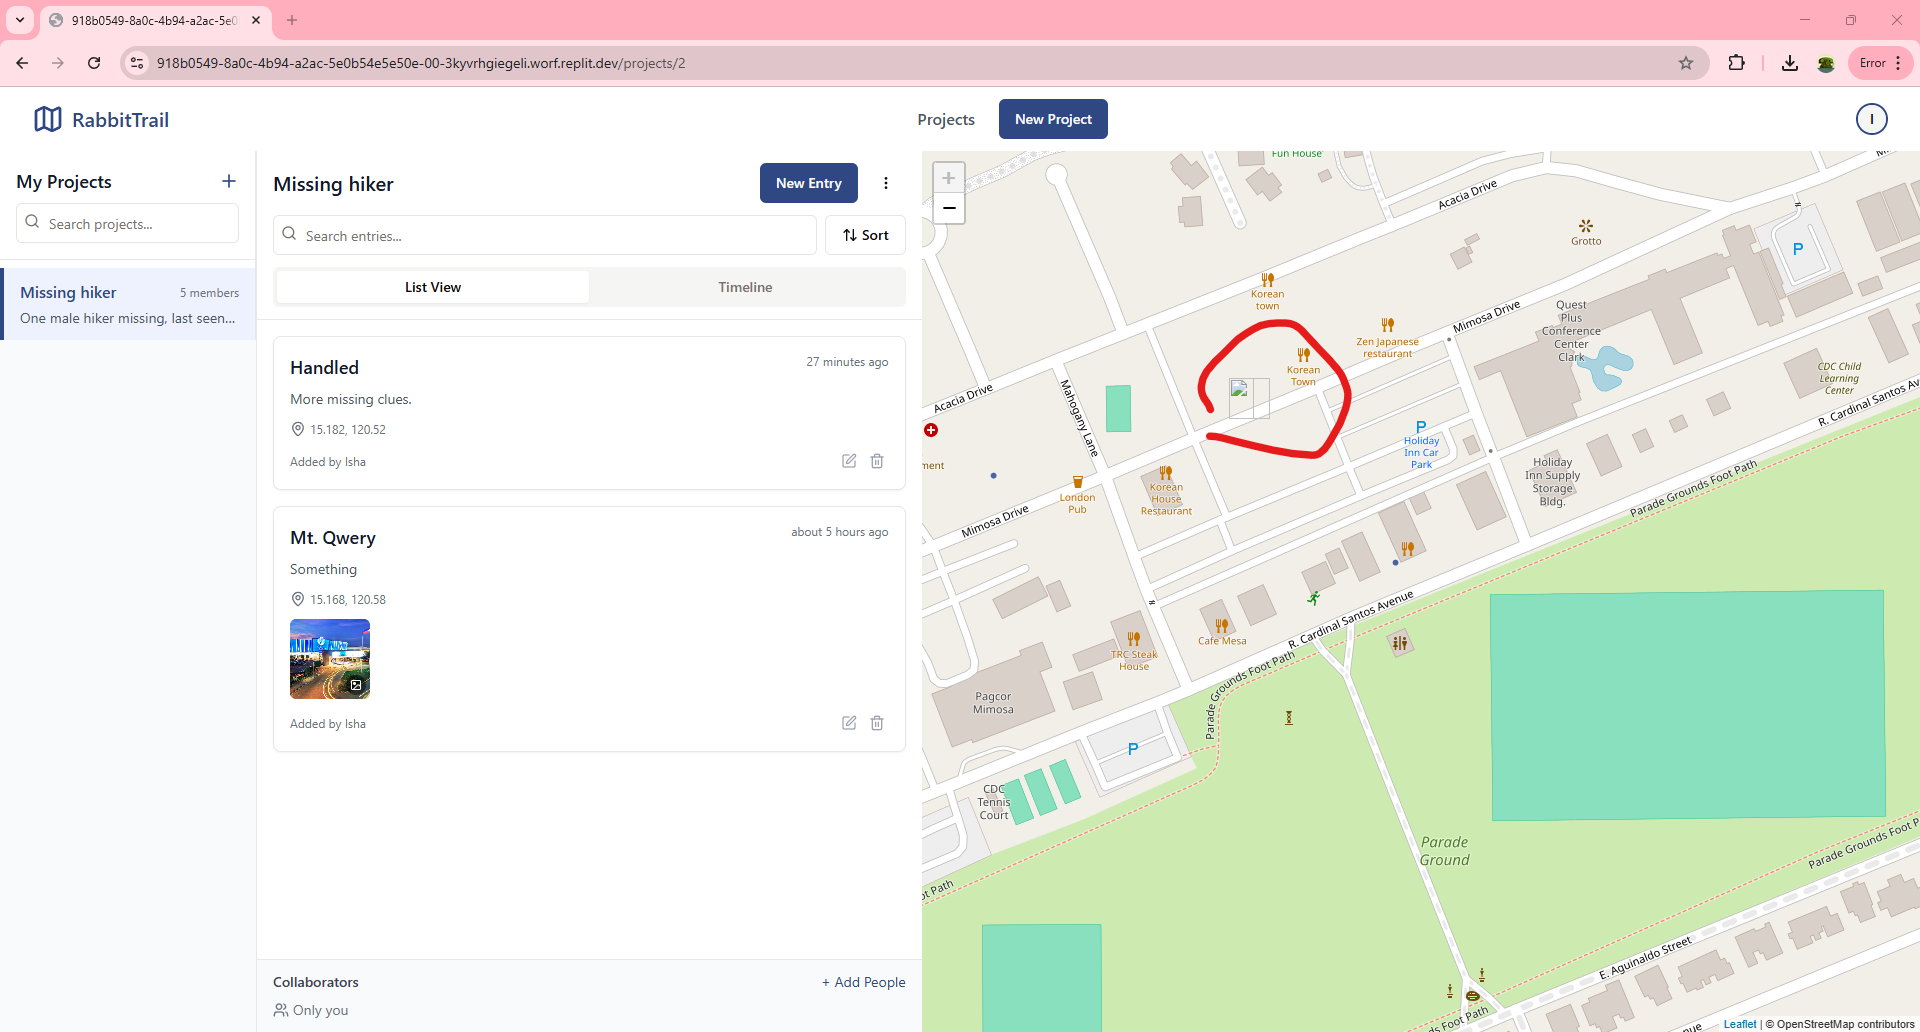 918b0549-8a0c-4b94-a2ac-5e0
918b0549-8a0c-4b94-a2ac-5e0b54e5e50e-00-3kyvrhgiegeli.worf.replit.dev/projects/2
Error
RabbitTrail
Projects
New Project
I
My Projects
Search projects...
Missing hiker
5 members
One male hiker missing, last seen...
Missing hiker
New Entry
Search entries...
Sort
List View
Timeline
Handled
27 minutes ago
More missing clues.
15.182, 120.52
Added by Isha
Mt. Qwery
about 5 hours ago
Something
15.168, 120.58
Added by Isha
Collaborators
+ Add People
Only you
+
−
Fun House
Acacia Drive
Grotto
P
Korean
town
Mimosa Drive
Quest
Plus
Conference
Center
Clark
Zen Japanese
restaurant
Korean
Town
CDC Child
Learning
Center
R. Cardinal Santos Av
Acacia Drive
Mahogany Lane
P
Holiday
Inn Car
Park
ment
Holiday
Inn Supply
Storage
Bldg.
Parade Grounds Foot Path
London
Pub
Korean
House
Restaurant
Mimosa Drive
R. Cardinal Santos Avenue
Cafe Mesa
TRC Steak
House
Parade Grounds Foot Path
Pagcor
Mimosa
P
CDC
Tennis
Court
Parade
Ground
Parade Grounds Foot P
ot Path
E. Aguinaldo Street
ds Foot Path
nue
Leaflet | © OpenStreetMap contributors